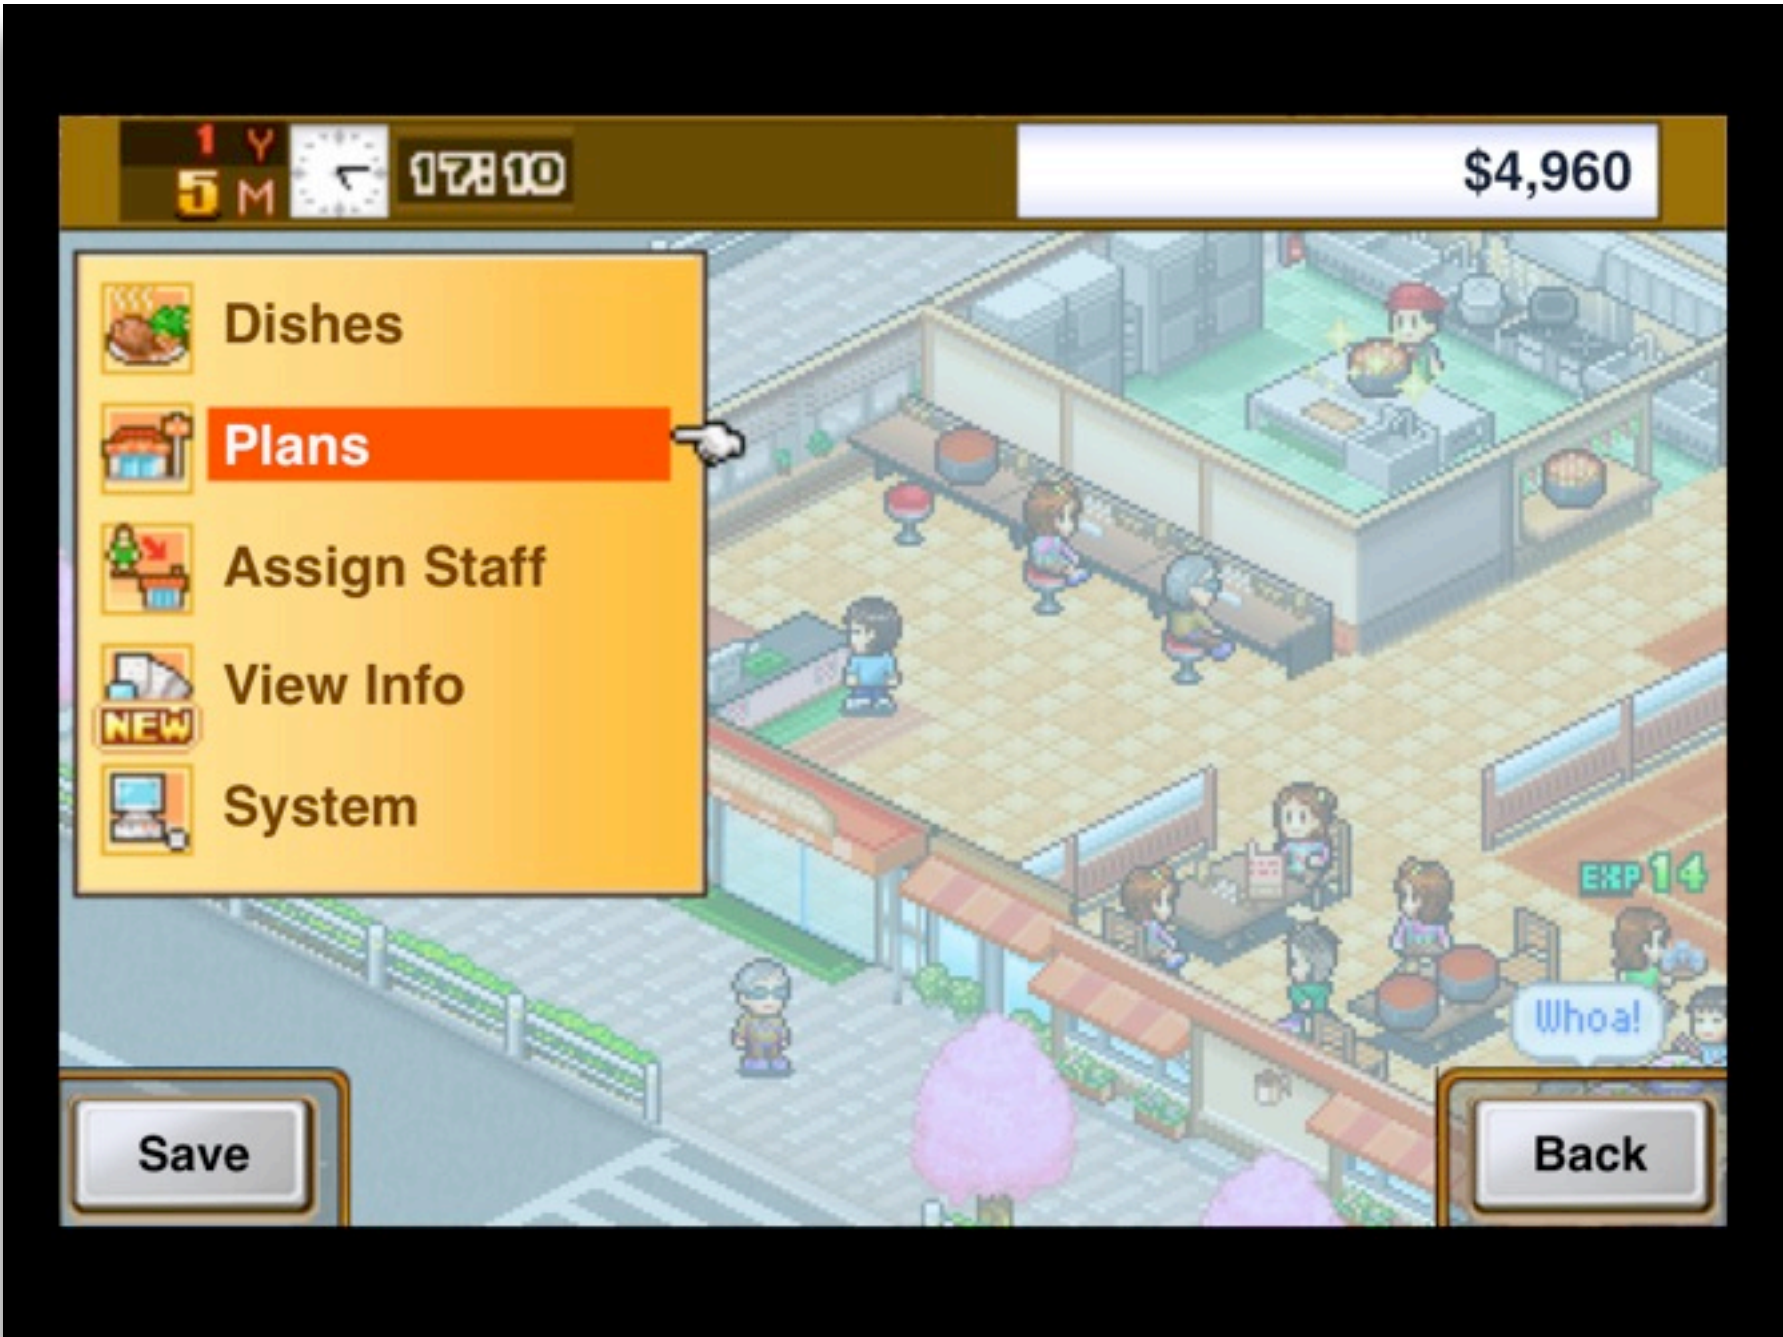 1 Y
5 M
17:10
$4,960
Dishes
Plans
Assign Staff
View Info
NEW
System
EXP 14
Whoa!
Save
Back